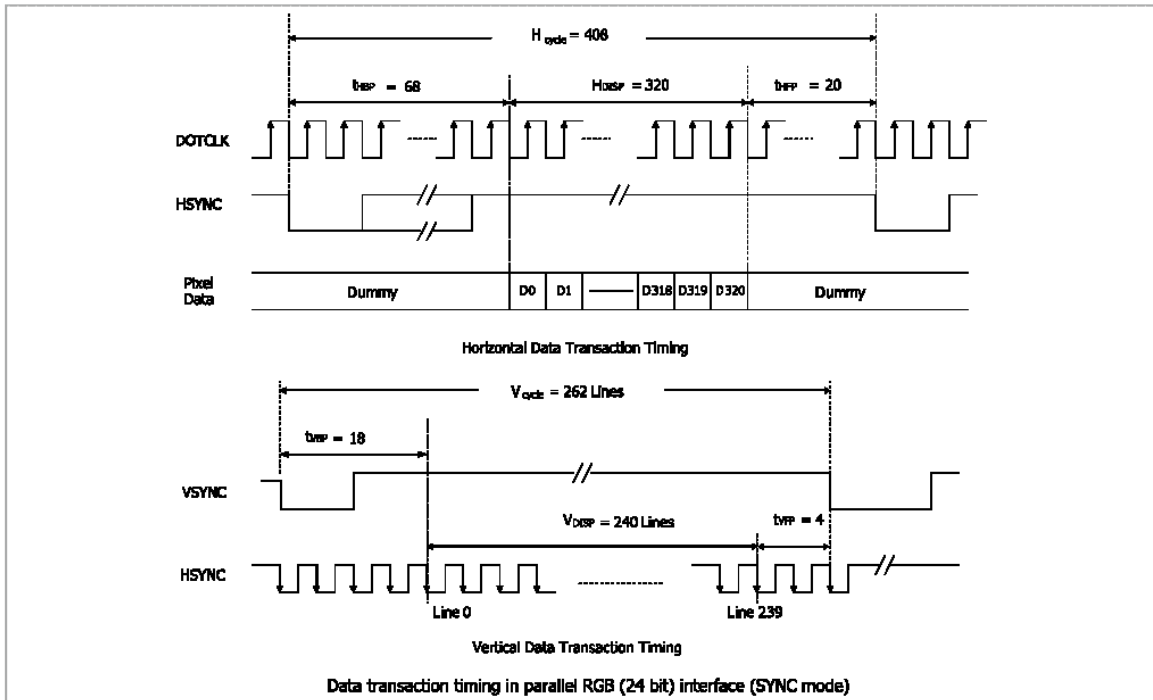 H cycle = 408
tHBP = 68
HDISP = 320
tHFP = 20
DOTCLK
HSYNC
Pixel
Data
Dummy
D0
D1
D318
D319
D320
Dummy
Horizontal Data Transaction Timing
V cycle = 262 Lines
tVBP = 18
VSYNC
VDISP = 240 Lines
tVFP = 4
HSYNC
Line 0
Line 239
Vertical Data Transaction Timing
Data transaction timing in parallel RGB (24 bit) interface (SYNC mode)